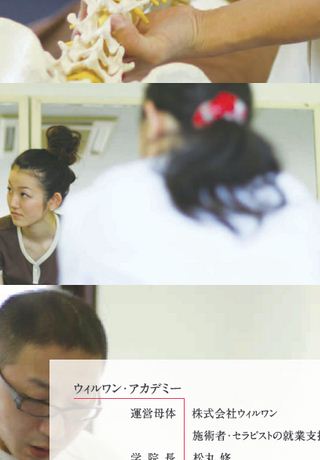 ウィルワン・アカデミー
運営母体 株式会社ウィルワン
施術者・セラピストの就業支
学院長 松丸 修